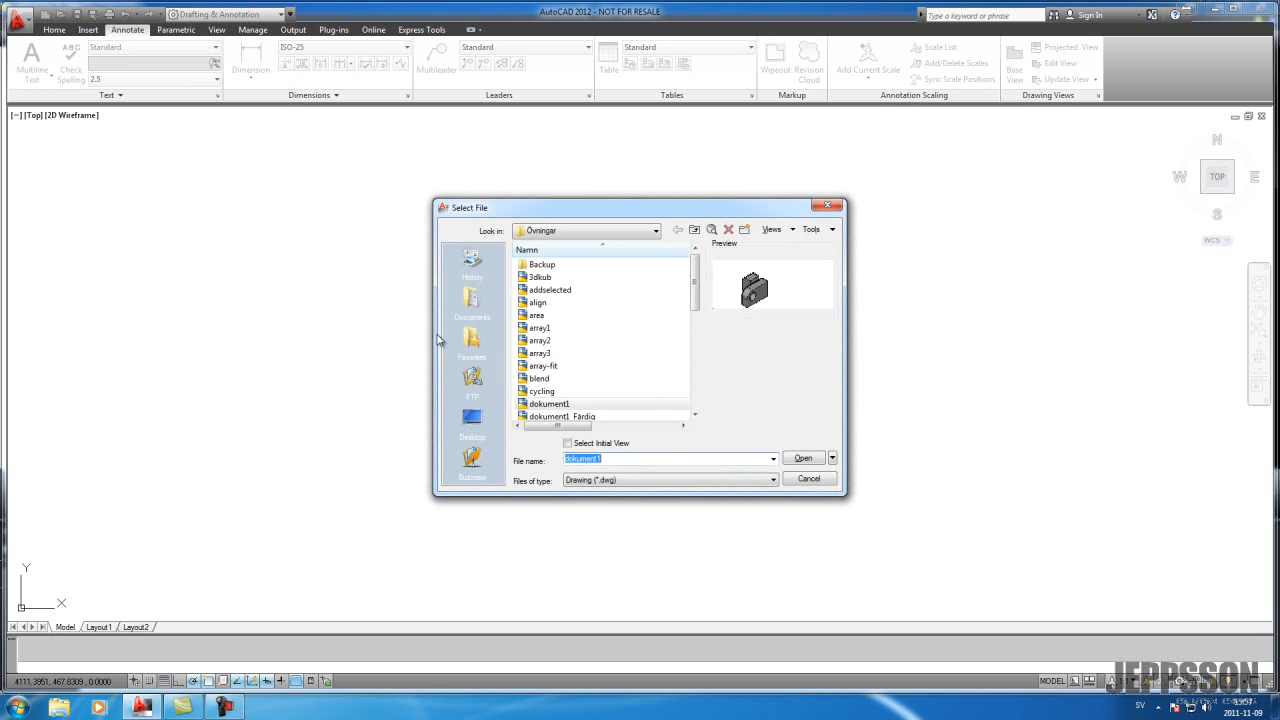 Drafting & Annotation
AutoCAD 2012 - NOT FOR RESALE
Type a keyword or phrase
Sign In
Home
Insert
Annotate
Parametric
View
Manage
Output
Plug-ins
Online
Express Tools
Multiline
Text
ABC
Check
Spelling
Standard
2.5
Text
Dimension
ISO-25
Dimensions
Multileader
Standard
Leaders
Table
Standard
Tables
Wipeout
Revision
Cloud
Markup
Add Current Scale
Scale List
Add/Delete Scales
Sync Scale Positions
Annotation Scaling
Base
View
Projected View
Edit View
Update View
Drawing Views
[−] [Top] [2D Wireframe]
N
W
TOP
E
S
WCS
Select File
Look in:
Övningar
Views
Tools
Namn
Preview
History
Documents
Favorites
FTP
Desktop
Buzzsaw
Backup
3dkub
addselected
align
area
array1
array2
array3
array-fit
blend
cycling
dokument1
dokument1_Färdig
Select Initial View
File name:
dokument1
Open
Files of type:
Drawing (*.dwg)
Cancel
Y
X
Model
Layout1
Layout2
4111.3951, 467.8309, 0.0000
MODEL
JEPPSSON
SV
15:57
2011-11-09